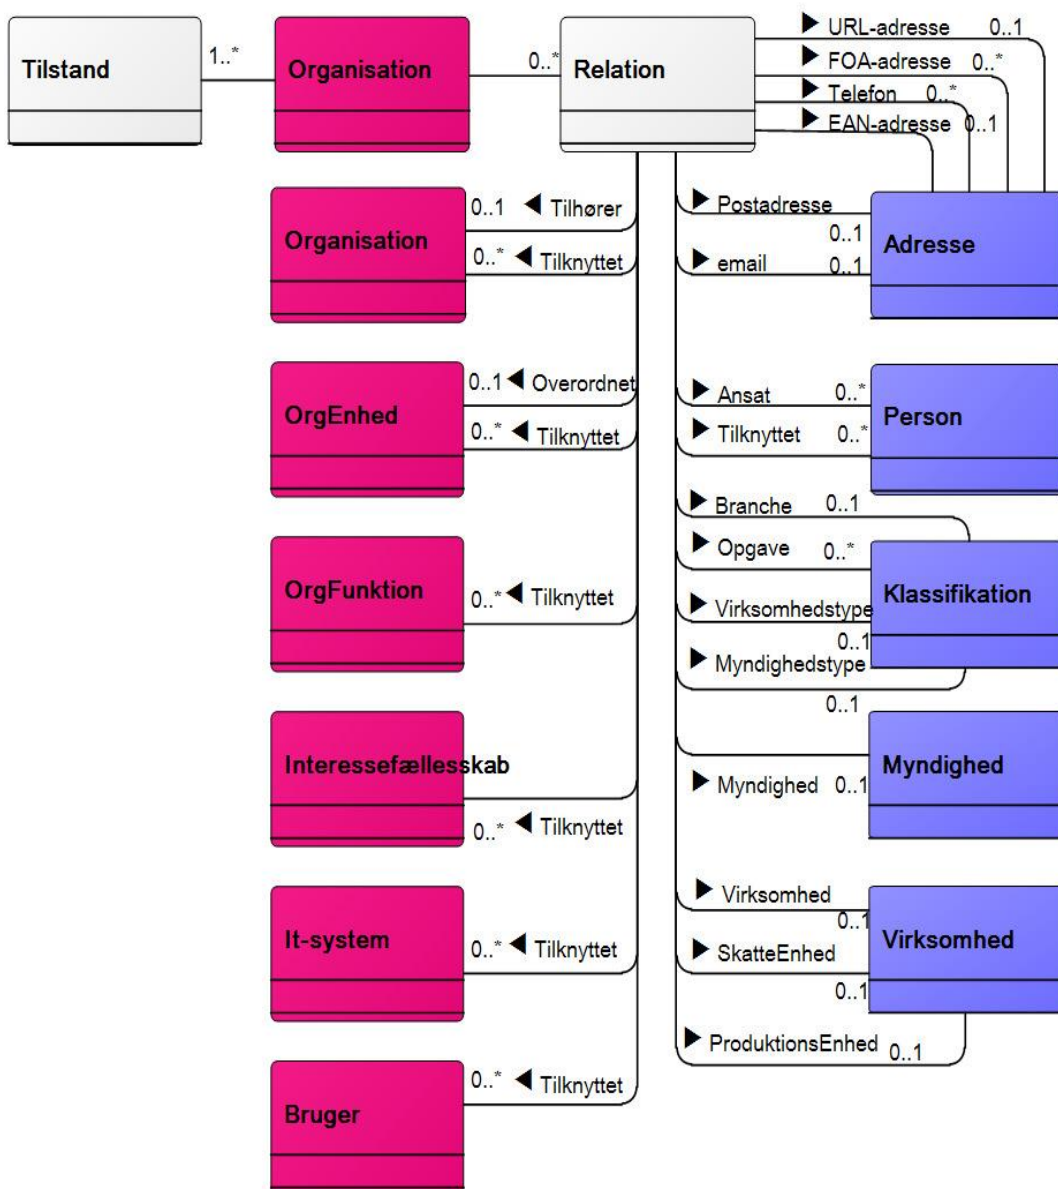 Tilstand
1..*
Organisation
0..*
Relation
URL-adresse 0..1
FOA-adresse 0..*
Telefon 0..*
EAN-adresse 0..1
Organisation
0..1 Tilhører
0..* Tilknyttet
Postadresse
0..1
email 0..1
Adresse
OrgEnhed
0..1 Overordnet
0..* Tilknyttet
Ansat 0..*
Tilknyttet 0..*
Person
OrgFunktion
0..* Tilknyttet
Branche 0..1
Opgave 0..*
Virksomhedstype
0..1
Myndighedstype
0..1
Klassifikation
Interessefællesskab
0..* Tilknyttet
Myndighed 0..1
Myndighed
It-system
0..* Tilknyttet
Virksomhed
0..1
SkatteEnhed
0..1
ProduktionsEnhed 0..1
Virksomhed
Bruger
0..* Tilknyttet